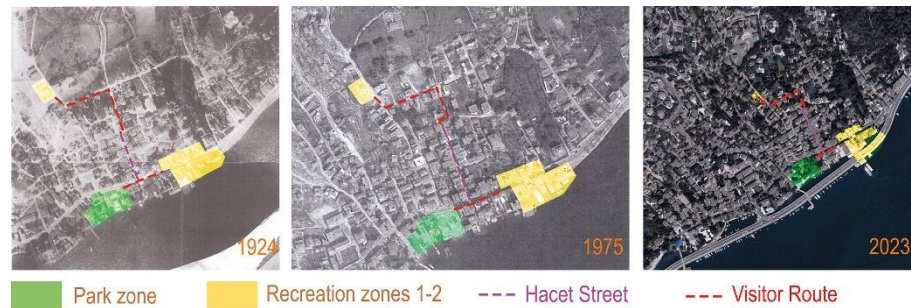 1924
1975
2023
Park zone
Recreation zones 1-2
Hacet Street
Visitor Route